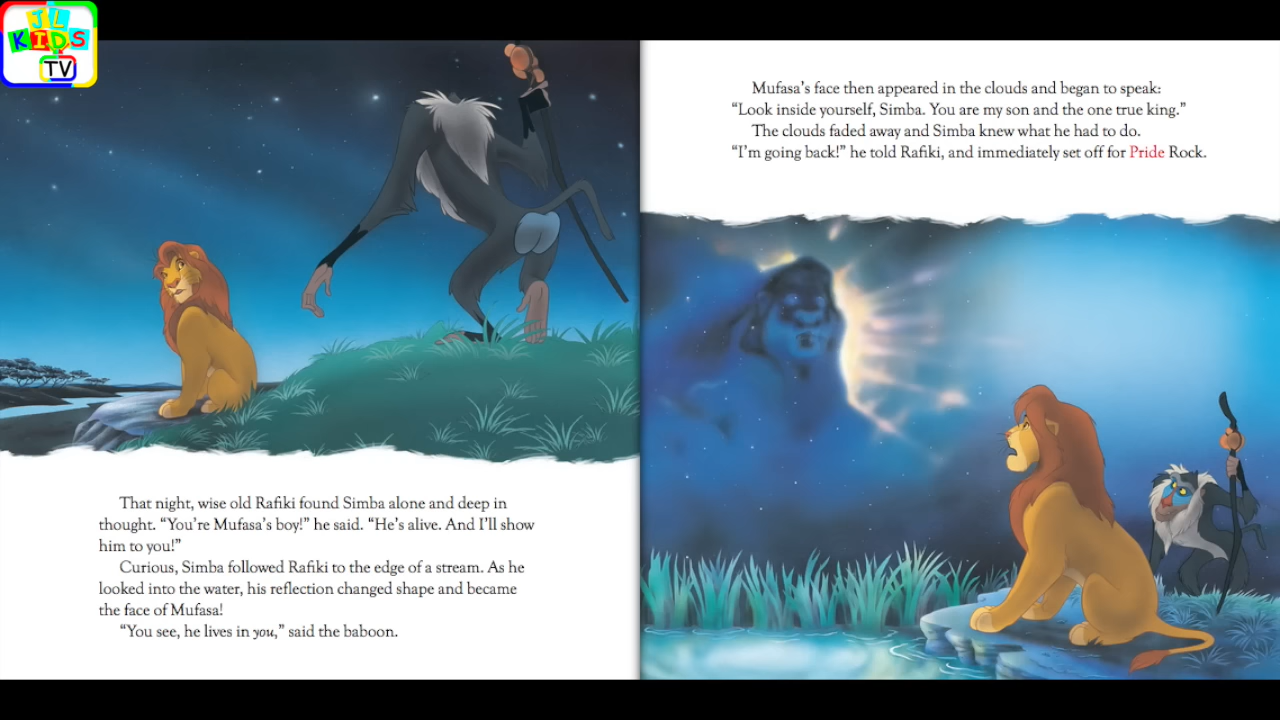 JL
KIDS
TV
That night, wise old Rafiki found Simba alone and deep in
thought. “You’re Mufasa’s boy!” he said. “He’s alive. And I’ll show
him to you!”
Curious, Simba followed Rafiki to the edge of a stream. As he
looked into the water, his reflection changed shape and became
the face of Mufasa!
“You see, he lives in you,” said the baboon.
Mufasa’s face then appeared in the clouds and began to speak:
“Look inside yourself, Simba. You are my son and the one true king.”
The clouds faded away and Simba knew what he had to do.
“I’m going back!” he told Rafiki, and immediately set off for Pride Rock.